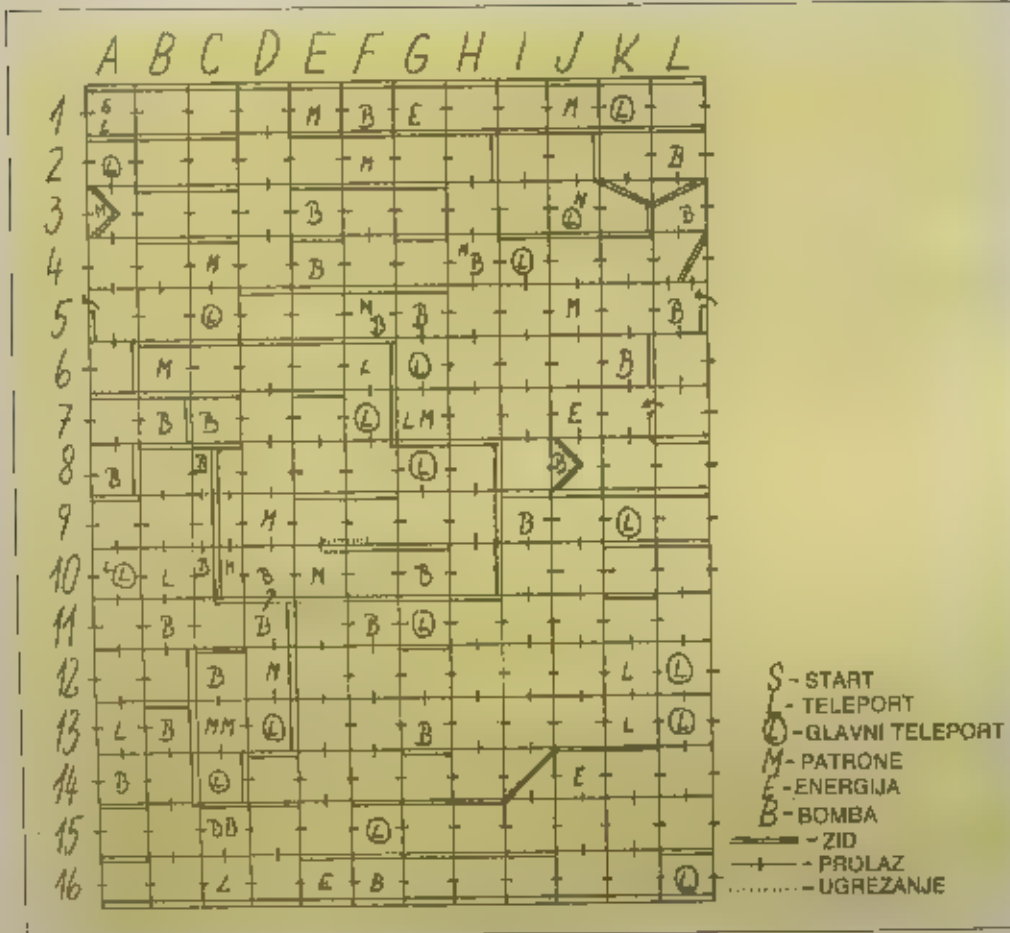 A B C D E F G H I J K L
1 S L M B E M L
2 L M B
3 M B M L B
4 M B M B L
5 L M B B M B
6 M L L B
7 B B L L M E
8 B B L B
9 M B L
10 L L L B M B M B
11 B B B L
12 B M L L
13 L B M M L B L L
14 B L E
15 B B L
16 L E B L
S - START
L - TELEPORT
L - GLAVNI TELEPORT
M - PATRONE
E - ENERGIJA
B - BOMBA
- ZID
- PROLAZ
- UGREZANJE